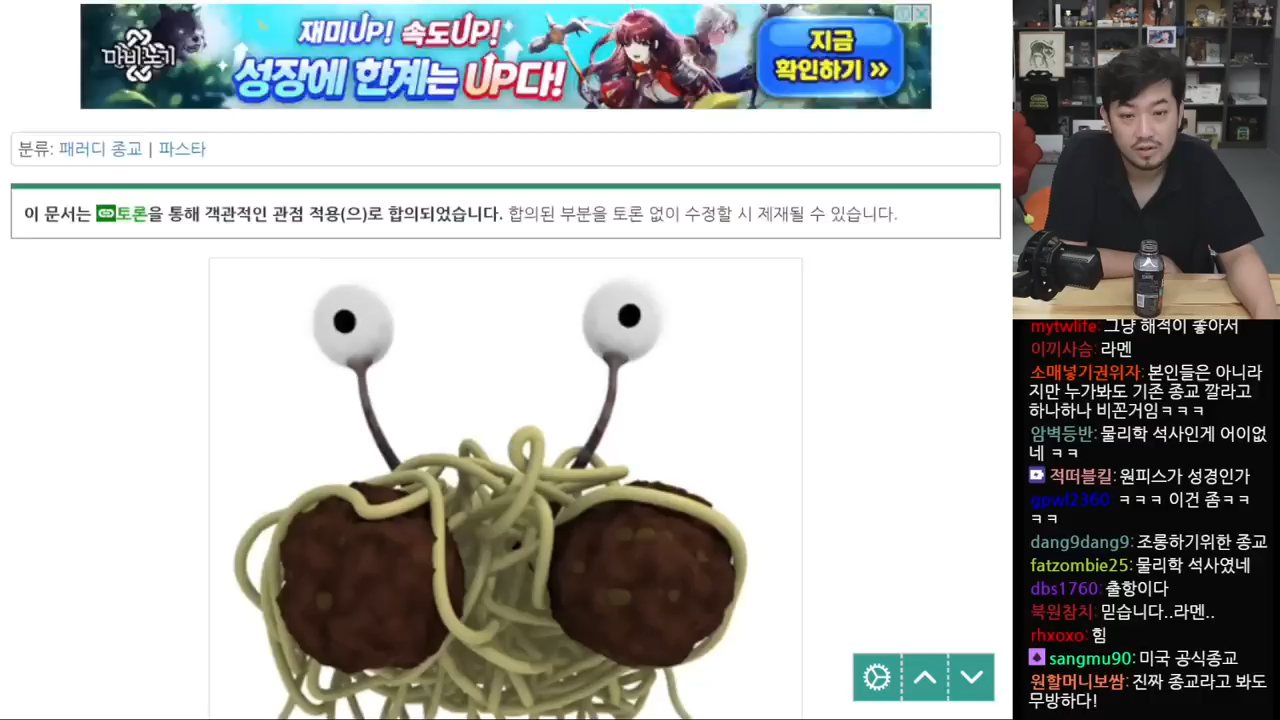 재미UP! 속도UP!
마비노기
성장에 한계는 UP다!
지금
확인하기 »
분류: 패러디 종교 | 파스타
이 문서는 토론을 통해 객관적인 관점 적용(으)로 합의되었습니다. 합의된 부분을 토론 없이 수정할 시 제재될 수 있습니다.
mytwlife: 그냥 해적이 좋아서
이끼사슴: 라멘
소매넣기권위자: 본인들은 아니라
지만 누가봐도 기존 종교 깔라고
하나하나 비꼰거임ㅋㅋㅋ
암벽등반: 물리학 석사인게 어이없
네 ㅋㅋ
적떠블킬: 원피스가 성경인가
gpwl2360: ㅋㅋㅋ 이건 좀ㅋㅋ
ㅋㅋ
dang9dang9: 조롱하기위한 종교
fatzombie25: 물리학 석사였네
dbs1760: 출항이다
북원참치: 믿습니다..라멘..
rhxoxo: 힘
sangmu90: 미국 공식종교
원할머니보쌈: 진짜 종교라고 봐도
무방하다!